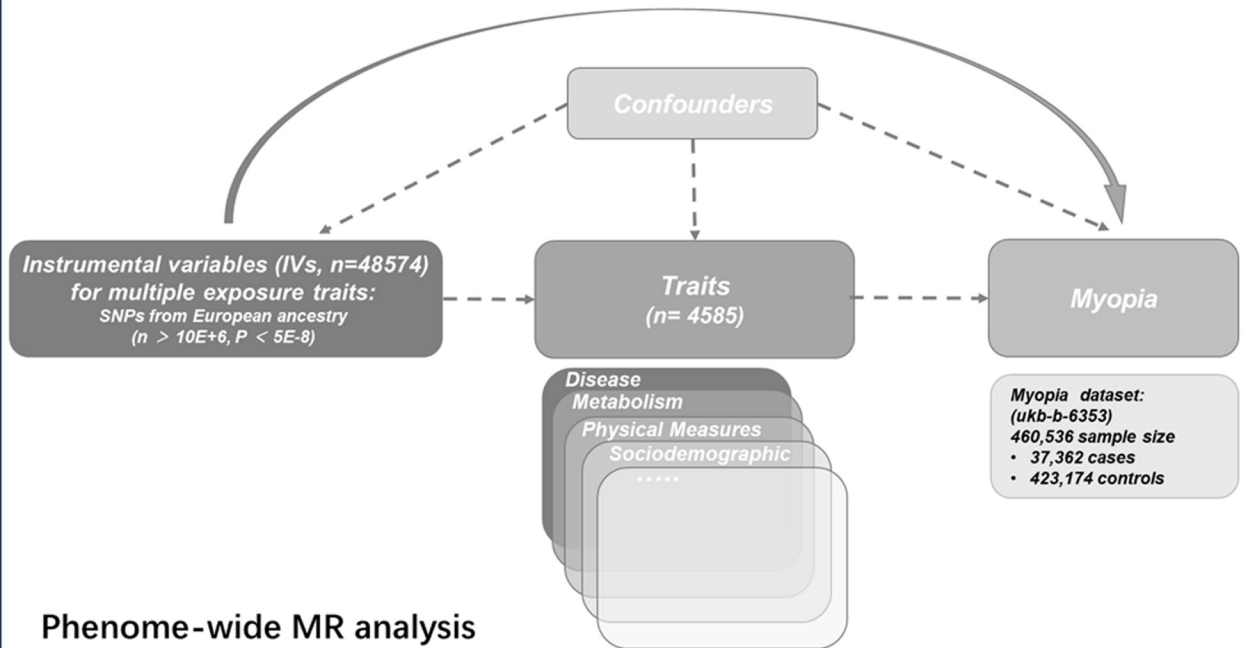 Confounders
Instrumental variables (IVs, n=48574)
for multiple exposure traits:
SNPs from European ancestry
(n > 10E+6, P < 5E-8)
Traits
(n= 4585)
Myopia
Disease
Metabolism
Physical Measures
Sociodemographic
.....
Myopia dataset:
(ukb-b-6353)
460,536 sample size
• 37,362 cases
• 423,174 controls
Phenome-wide MR analysis